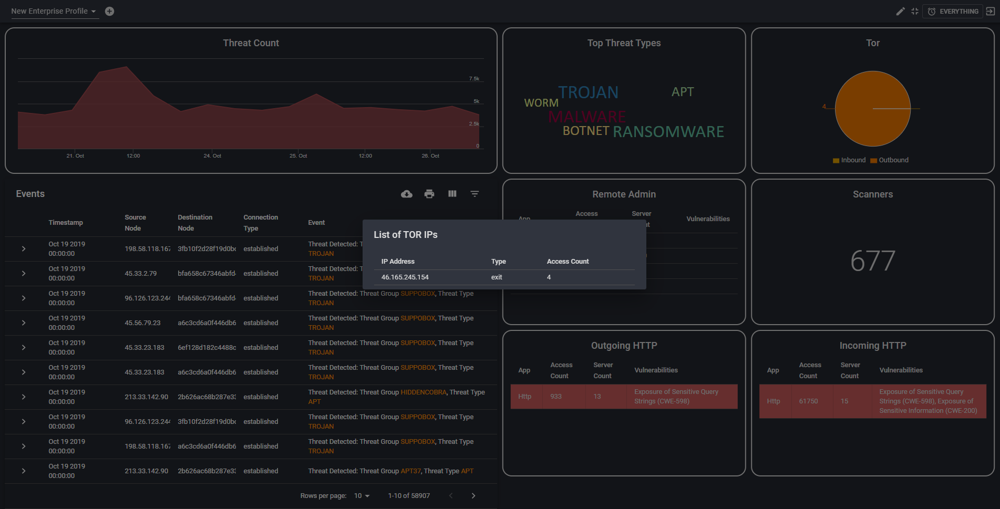 New Enterprise Profile
EVERYTHING
Threat Count
7.5k
5k
2.5k
0
21. Oct
12:00
24. Oct
25. Oct
12:00
26. Oct
Top Threat Types
TROJAN
APT
WORM
MALWARE
BOTNET
RANSOMWARE
Tor
4
Inbound
Outbound
Events
Timestamp
Source
Node
Destination
Node
Connection
Type
Event
Oct 19 2019
00:00:00
198.58.118.167
3fb10f2d28f19d0bc
established
Threat Detected: T
TROJAN
Oct 19 2019
00:00:00
45.33.2.79
bfa658c67346abfd
established
Threat Detected: T
TROJAN
Oct 19 2019
00:00:00
96.126.123.244
bfa658c67346abfd
established
Threat Detected: Threat Group SUPPOBOX, Threat Type
TROJAN
Oct 19 2019
00:00:00
45.56.79.23
a6c3cd6a0f446db6
established
Threat Detected: Threat Group SUPPOBOX, Threat Type
TROJAN
Oct 19 2019
00:00:00
45.33.23.183
6ef128d182c4488c
established
Threat Detected: Threat Group SUPPOBOX, Threat Type
TROJAN
Oct 19 2019
00:00:00
45.33.23.183
a6c3cd6a0f446db6
established
Threat Detected: Threat Group SUPPOBOX, Threat Type
TROJAN
Oct 19 2019
00:00:00
213.33.142.90
2b626ac68b287e33
established
Threat Detected: Threat Group HIDDENCOBRA, Threat Type
APT
Oct 19 2019
00:00:00
96.126.123.244
3fb10f2d28f19d0bc
established
Threat Detected: Threat Group SUPPOBOX, Threat Type
TROJAN
Oct 19 2019
00:00:00
198.58.118.167
a6c3cd6a0f446db6
established
Threat Detected: Threat Group SUPPOBOX, Threat Type
TROJAN
Oct 19 2019
00:00:00
213.33.142.90
2b626ac68b287e33
established
Threat Detected: Threat Group APT37, Threat Type APT
Rows per page: 10
1-10 of 58907
List of TOR IPs
IP Address
Type
Access Count
46.165.245.154
exit
4
Remote Admin
App
Access
Server
Vulnerabilities
Scanners
677
Outgoing HTTP
App
Access
Count
Server
Count
Vulnerabilities
Http
933
13
Exposure of Sensitive Query
Strings (CWE-598)
Incoming HTTP
App
Access
Count
Server
Count
Vulnerabilities
Http
61750
15
Exposure of Sensitive Query
Strings (CWE-598), Exposure of
Sensitive Information (CWE-200)